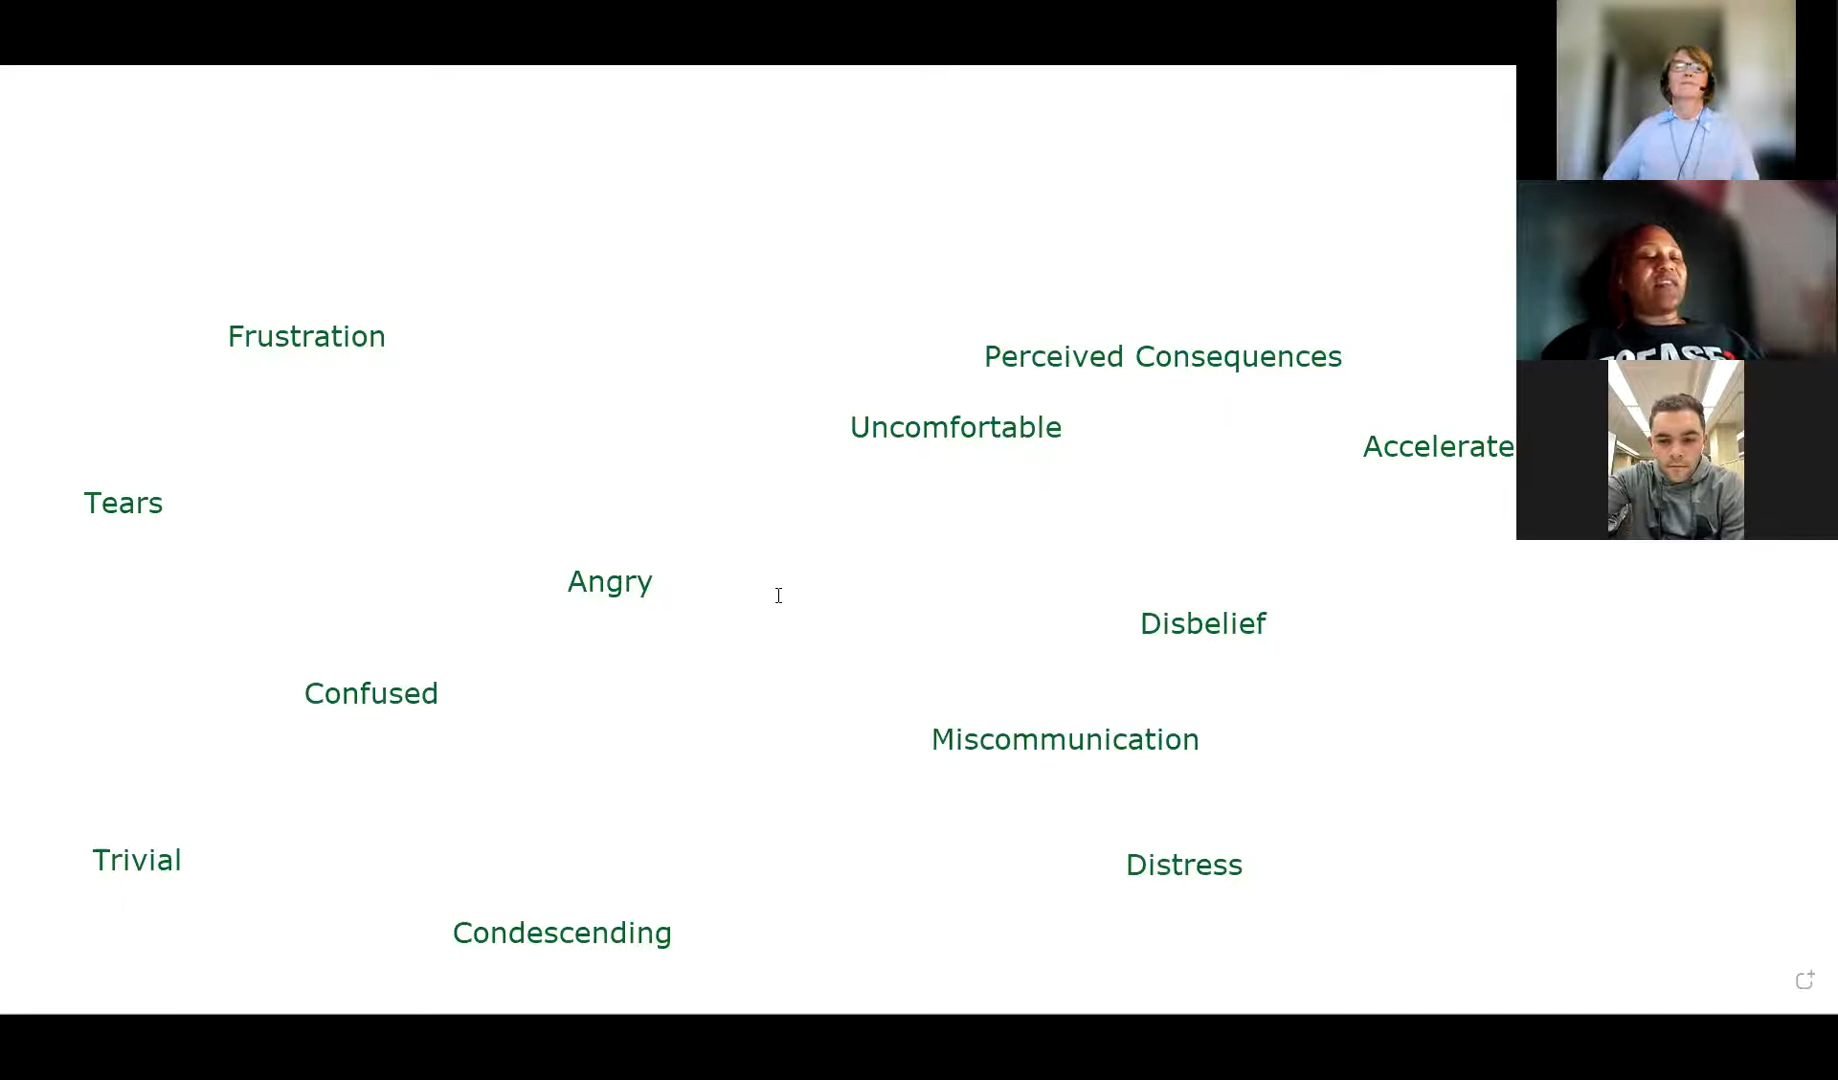 Frustration
Perceived Consequences
Uncomfortable
Accelerate
Tears
Angry
Disbelief
Confused
Miscommunication
Trivial
Distress
Condescending